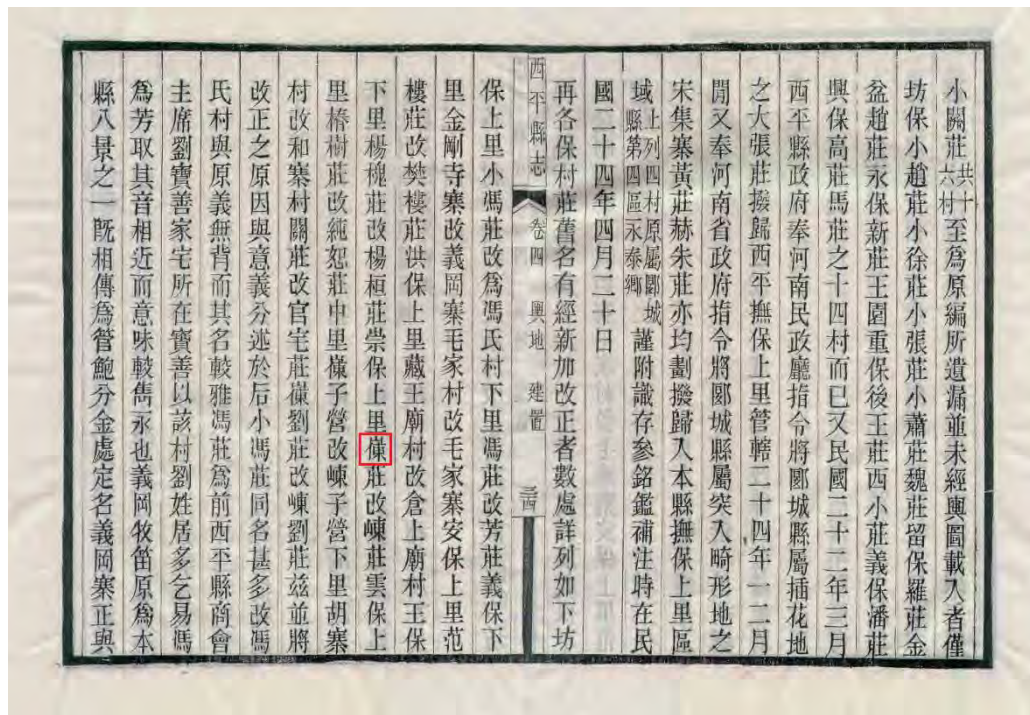 小關莊共十六村至爲原編所遺漏並未經輿圖載入者僅
坊保小趙莊小徐莊小張莊小蕭莊魏莊留保羅莊金
盆趙莊永保新莊王園重保後王莊西小莊義保潘莊
興保高莊馬莊之十四村而已又民國二十二年三月
西平縣政府奉河南民政廳指令將郾城縣屬插花地
之大張莊撥歸西平撫保上里管轄二十四年一二月
間又奉河南省政府指令將郾城縣屬突入畸形地之
宋集寨黃莊赫朱莊亦均劃撥歸入本縣撫保上里區
域上列四村原屬郾城縣第四區永泰鄉謹附識存參銘鑑補注時在民
國二十四年四月二十日
再各保村莊舊名有經新加改正者數處詳列如下坊
西平縣志 卷四 輿地 建置 三四
保上里小馮莊改爲馮氏村下里馮莊改芳莊義保下
里金剛寺寨改義岡寨毛家村改毛家寨安保上里范
樓莊改樊樓莊洪保上里藏王廟村改倉上廟村王保
下里楊槐莊改楊桓莊崇保上里莊改崠莊雲保上
里椿樹莊改純恕莊中里子營改崠子營下里胡寨
村改和寨村關莊改官宅莊劉莊改崠劉莊茲並將
改正之原因與意義分述於后小馮莊同名甚多改馮
氏村與原義無背而其名較雅馮莊爲前西平縣商會
主席劉寶善家宅所在寶善以該村劉姓居多乞易馮
爲芳取其音相近而意味較雋永也義岡牧笛原爲本
縣八景之一既相傳爲管鮑分金處定名義岡寨正與